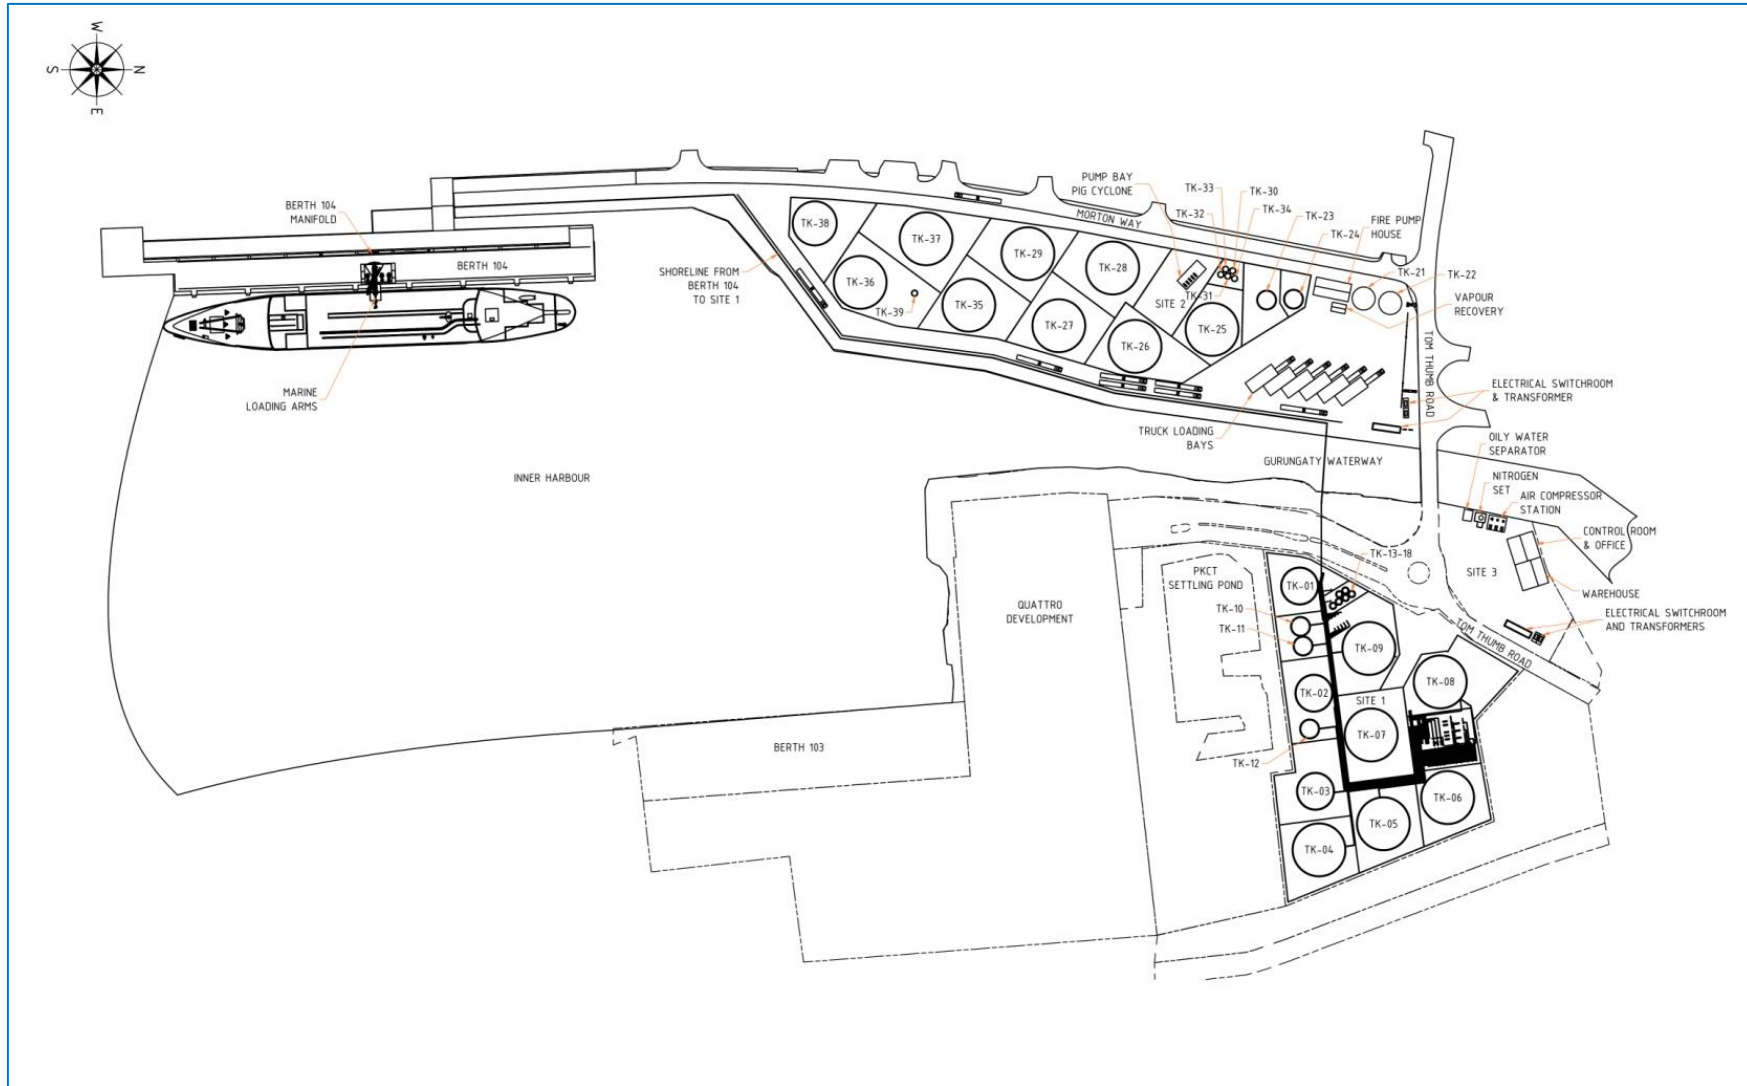 W
S
N
E
BERTH 104
MANIFOLD
BERTH 104
MARINE
LOADING ARMS
SHORELINE FROM
BERTH 104
TO SITE 1
INNER HARBOUR
TK-38
TK-37
TK-36
TK-39
TK-29
TK-35
TK-28
TK-27
TK-26
TK-25
MORTON WAY
PUMP BAY
PIG CYCLONE
TK-33
TK-32
TK-30
TK-34
TK-31
SITE 2
TK-23
TK-24
FIRE PUMP
HOUSE
TK-21
TK-22
VAPOUR
RECOVERY
TOM THUMB ROAD
ELECTRICAL SWITCHROOM
& TRANSFORMER
TRUCK LOADING
BAYS
GURUNGATY WATERWAY
OILY WATER
SEPARATOR
NITROGEN
SET
AIR COMPRESSOR
STATION
CONTROL ROOM
& OFFICE
SITE 3
WAREHOUSE
ELECTRICAL SWITCHROOM
AND TRANSFORMERS
TOM THUMB ROAD
PKCT
SETTLING POND
QUATTRO
DEVELOPMENT
BERTH 103
TK-13-18
TK-01
TK-10
TK-11
TK-09
TK-02
TK-08
SITE 1
TK-07
TK-12
TK-03
TK-06
TK-05
TK-04